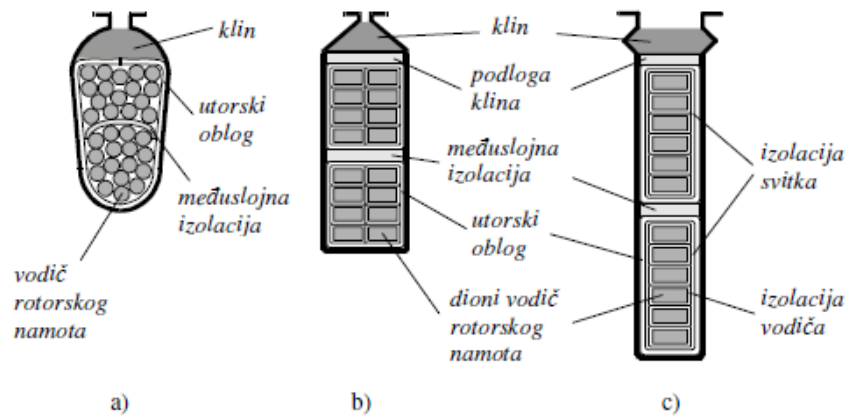 klin
klin
utorski
oblog
podloga
klina
međuslojna
izolacija
međuslojna
izolacija
izolacija
svitka
utorski
oblog
vodič
rotorskog
namota
dioni vodič
rotorskog
namota
izolacija
vodiča
a)
b)
c)